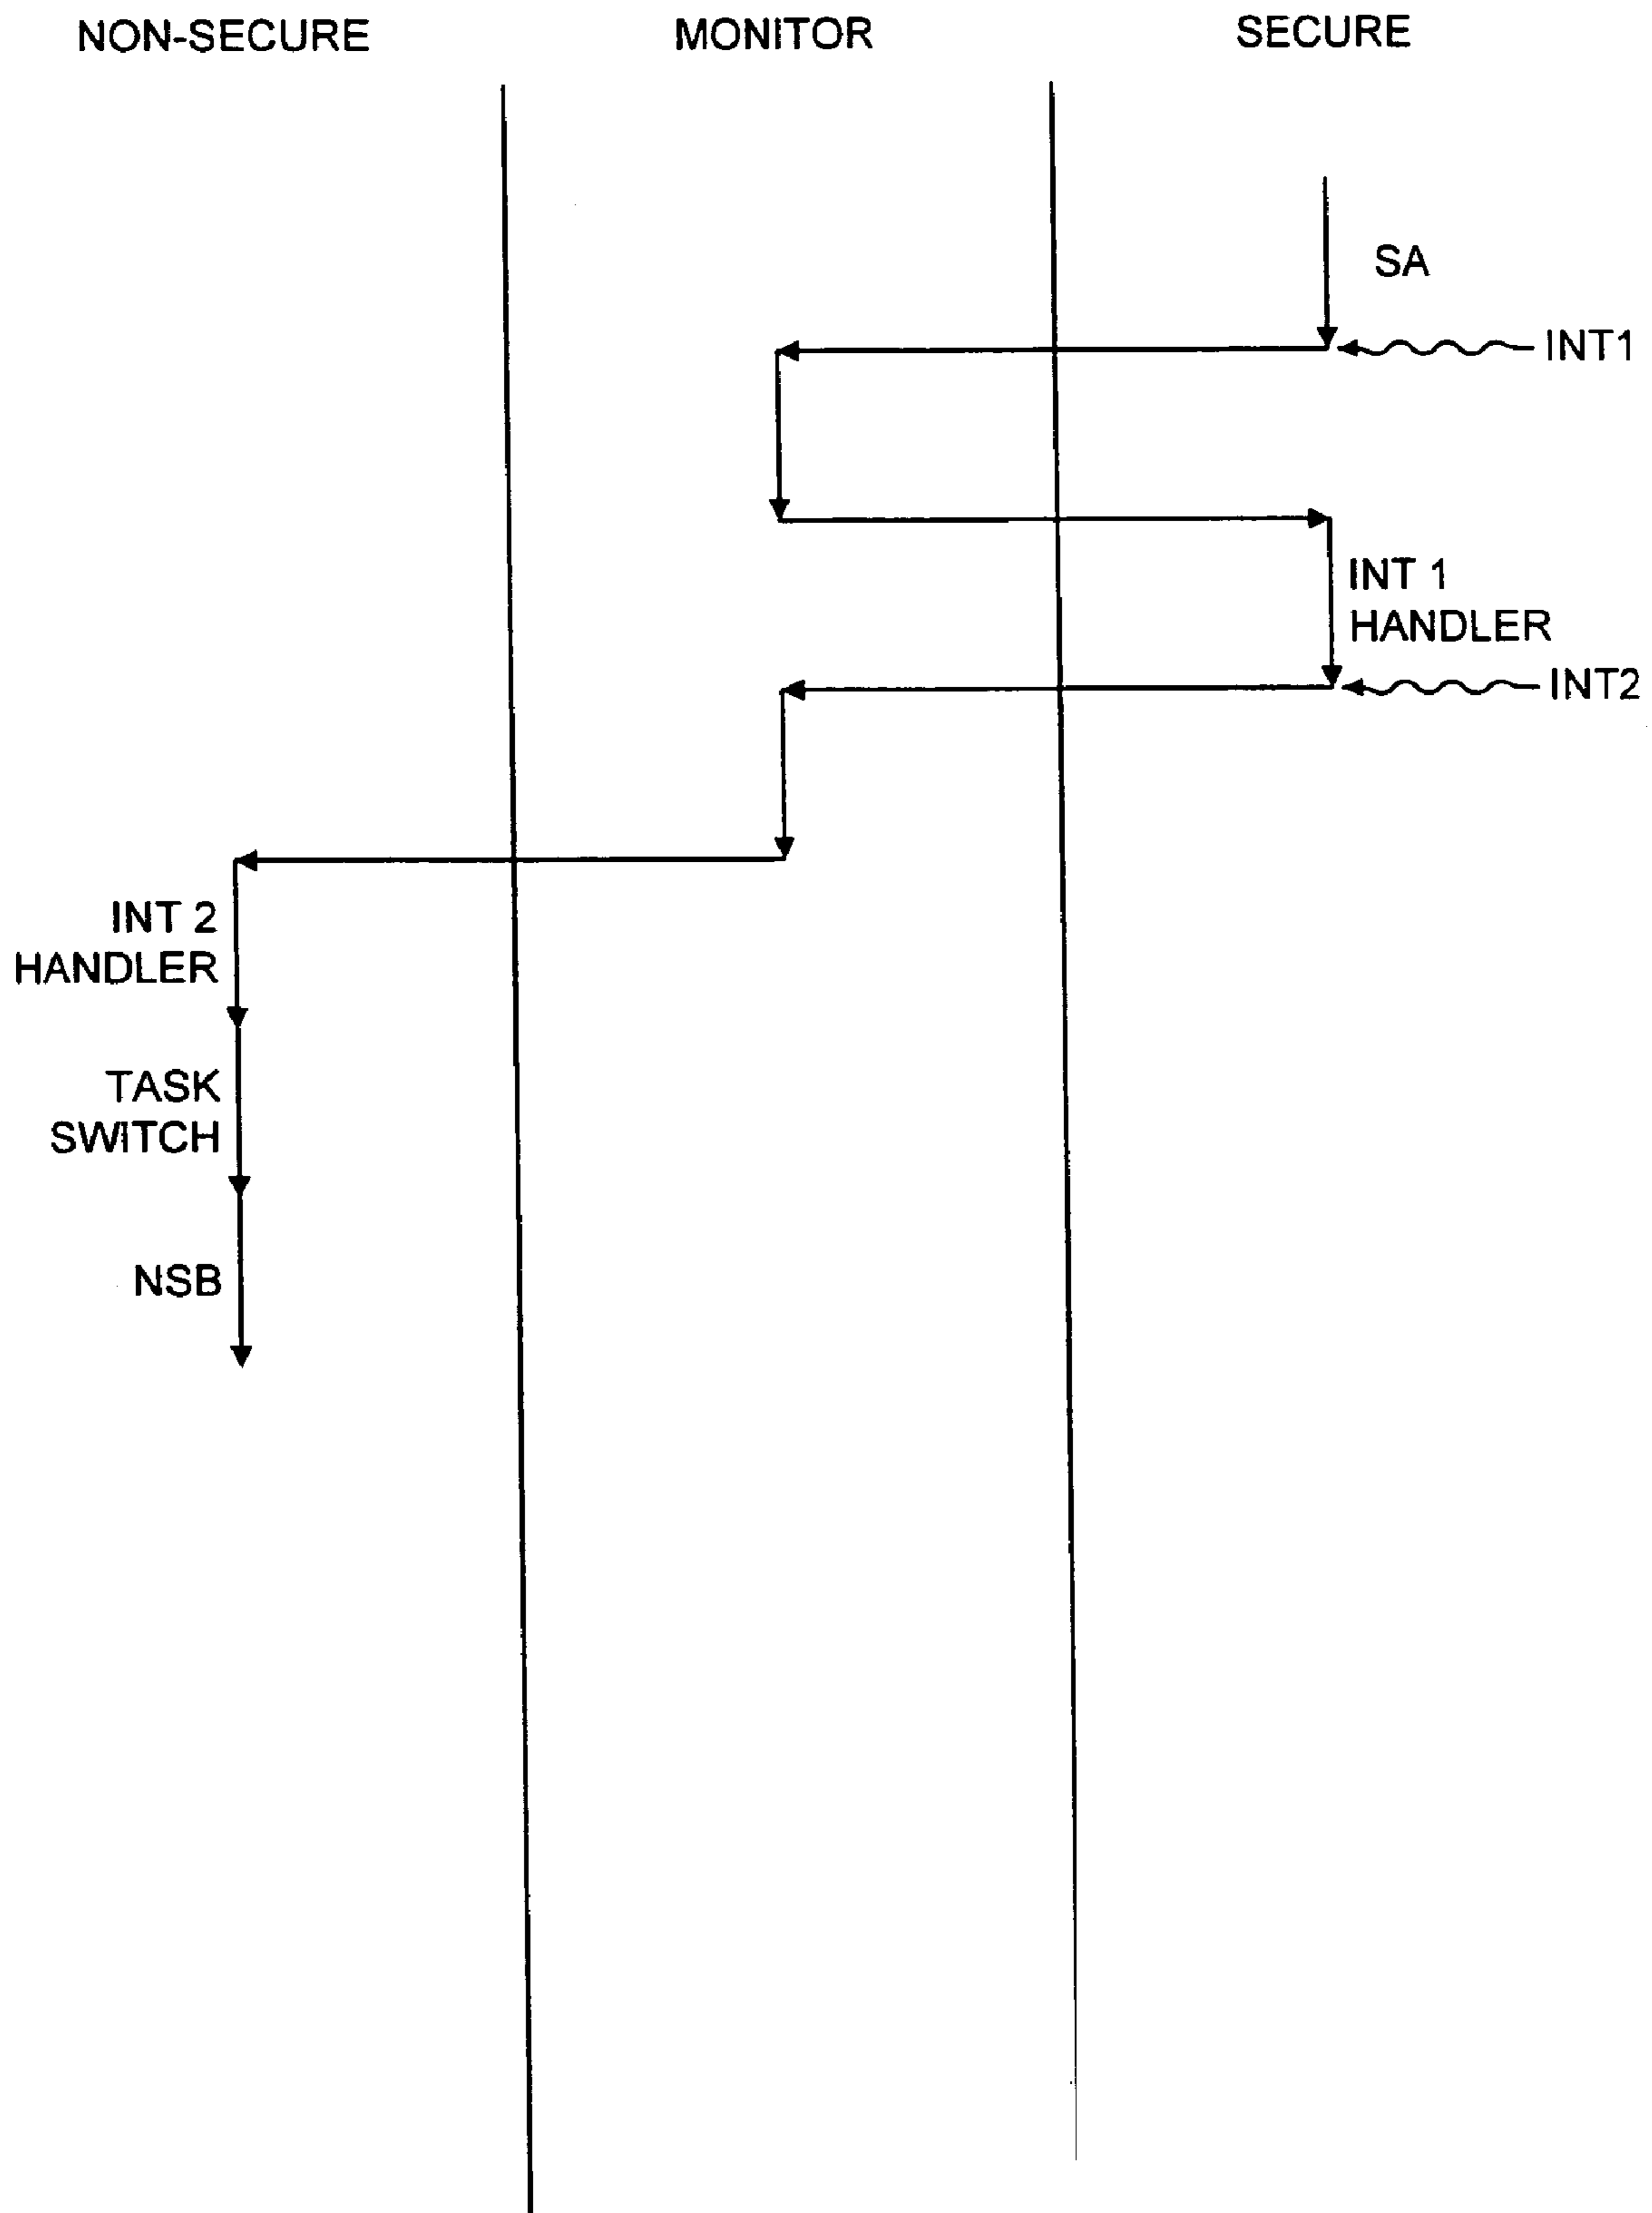 NON-SECURE
MONITOR
SECURE
SA
INT1
INT 1
HANDLER
INT2
INT 2
HANDLER
TASK
SWITCH
NSB